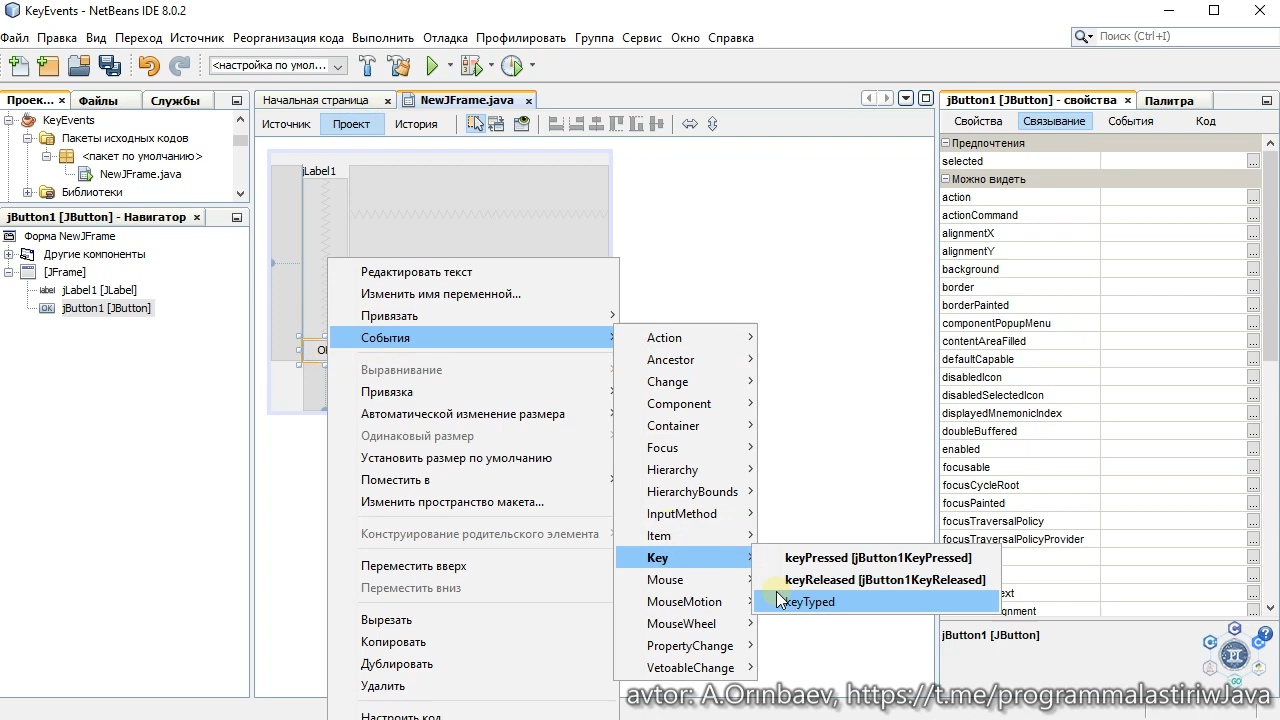 KeyEvents - NetBeans IDE 8.0.2
Файл Правка Вид Переход Источник Реорганизация кода Выполнить Отладка Профилировать Группа Сервис Окно Справка
Поиск (Ctrl+I)
<настройка по умол...
Проек... Файлы Службы
Начальная страница NewJFrame.java
jButton1 [JButton] - свойства Палитра
KeyEvents
Пакеты исходных кодов
<пакет по умолчанию>
NewJFrame.java
Библиотеки
jButton1 [JButton] - Навигатор
Форма NewJFrame
Другие компоненты
[JFrame]
label jLabel1 [JLabel]
OK jButton1 [JButton]
Источник Проект История
jLabel1
Редактировать текст
Изменить имя переменной...
Привязать
События
Выравнивание
Привязка
Автоматической изменение размера
Одинаковый размер
Установить размер по умолчанию
Поместить в
Изменить пространство макета...
Конструирование родительского элемента
Переместить вверх
Переместить вниз
Вырезать
Копировать
Дублировать
Удалить
Настроить код
Action
Ancestor
Change
Component
Container
Focus
Hierarchy
HierarchyBounds
InputMethod
Item
Key
Mouse
MouseMotion
MouseWheel
PropertyChange
VetoableChange
keyPressed [jButton1KeyPressed]
keyReleased [jButton1KeyReleased]
keyTyped
Свойства Связывание События Код
Предпочтения
selected
Можно видеть
action
actionCommand
alignmentX
alignmentY
background
border
borderPainted
componentPopupMenu
contentAreaFilled
defaultCapable
disabledIcon
disabledSelectedIcon
displayedMnemonicIndex
doubleBuffered
enabled
focusable
focusCycleRoot
focusPainted
focusTraversalPolicy
focusTraversalPolicyProvider
jButton1 [JButton]
avtor: A.Orinbaev, https://t.me/programmalastiriwJava